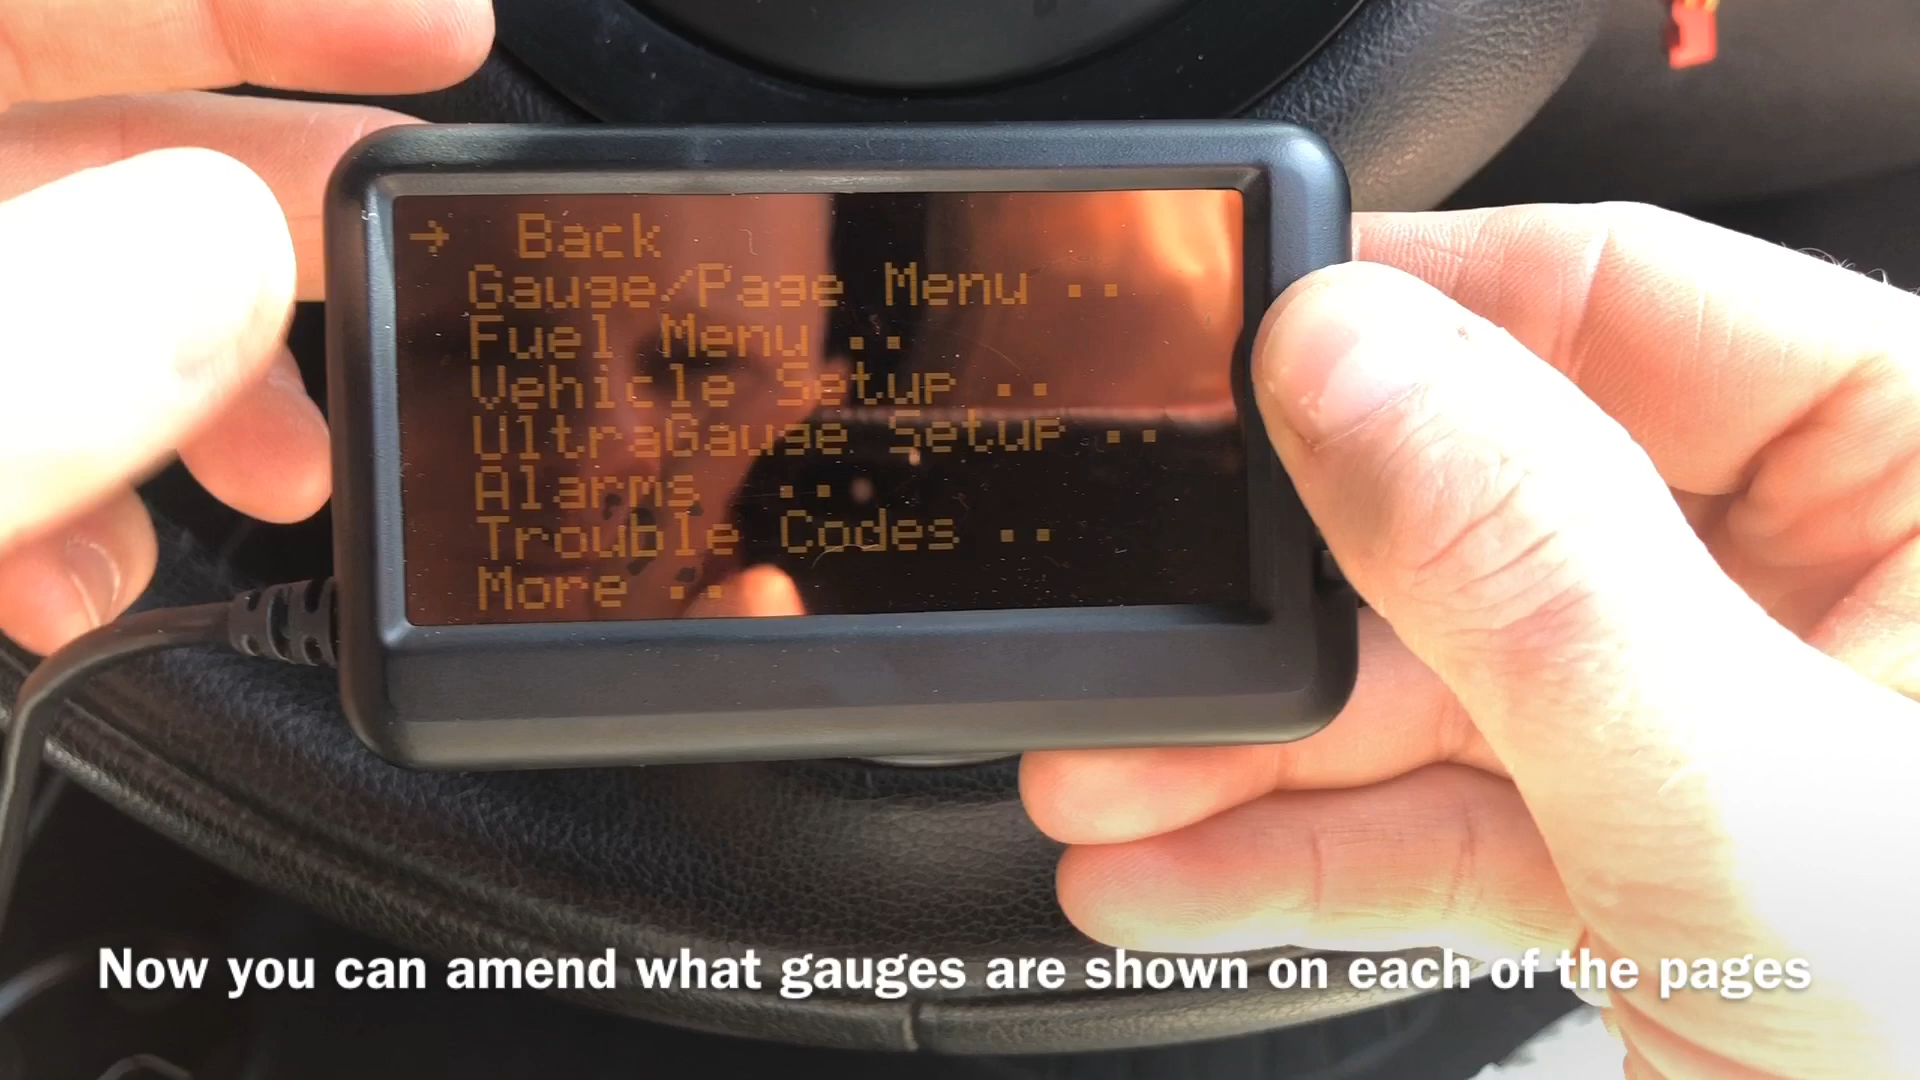 → Back
Gauge/Page Menu ..
Fuel Menu ..
Vehicle Setup ..
UltraGauge Setup ..
Alarms ..
Trouble Codes ..
More ..
Now you can amend what gauges are shown on each of the pages